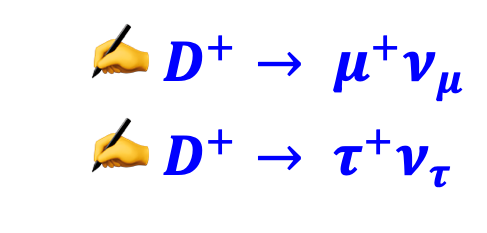 ✍ D⁺ → μ⁺ν_μ
✍ D⁺ → τ⁺ν_τ